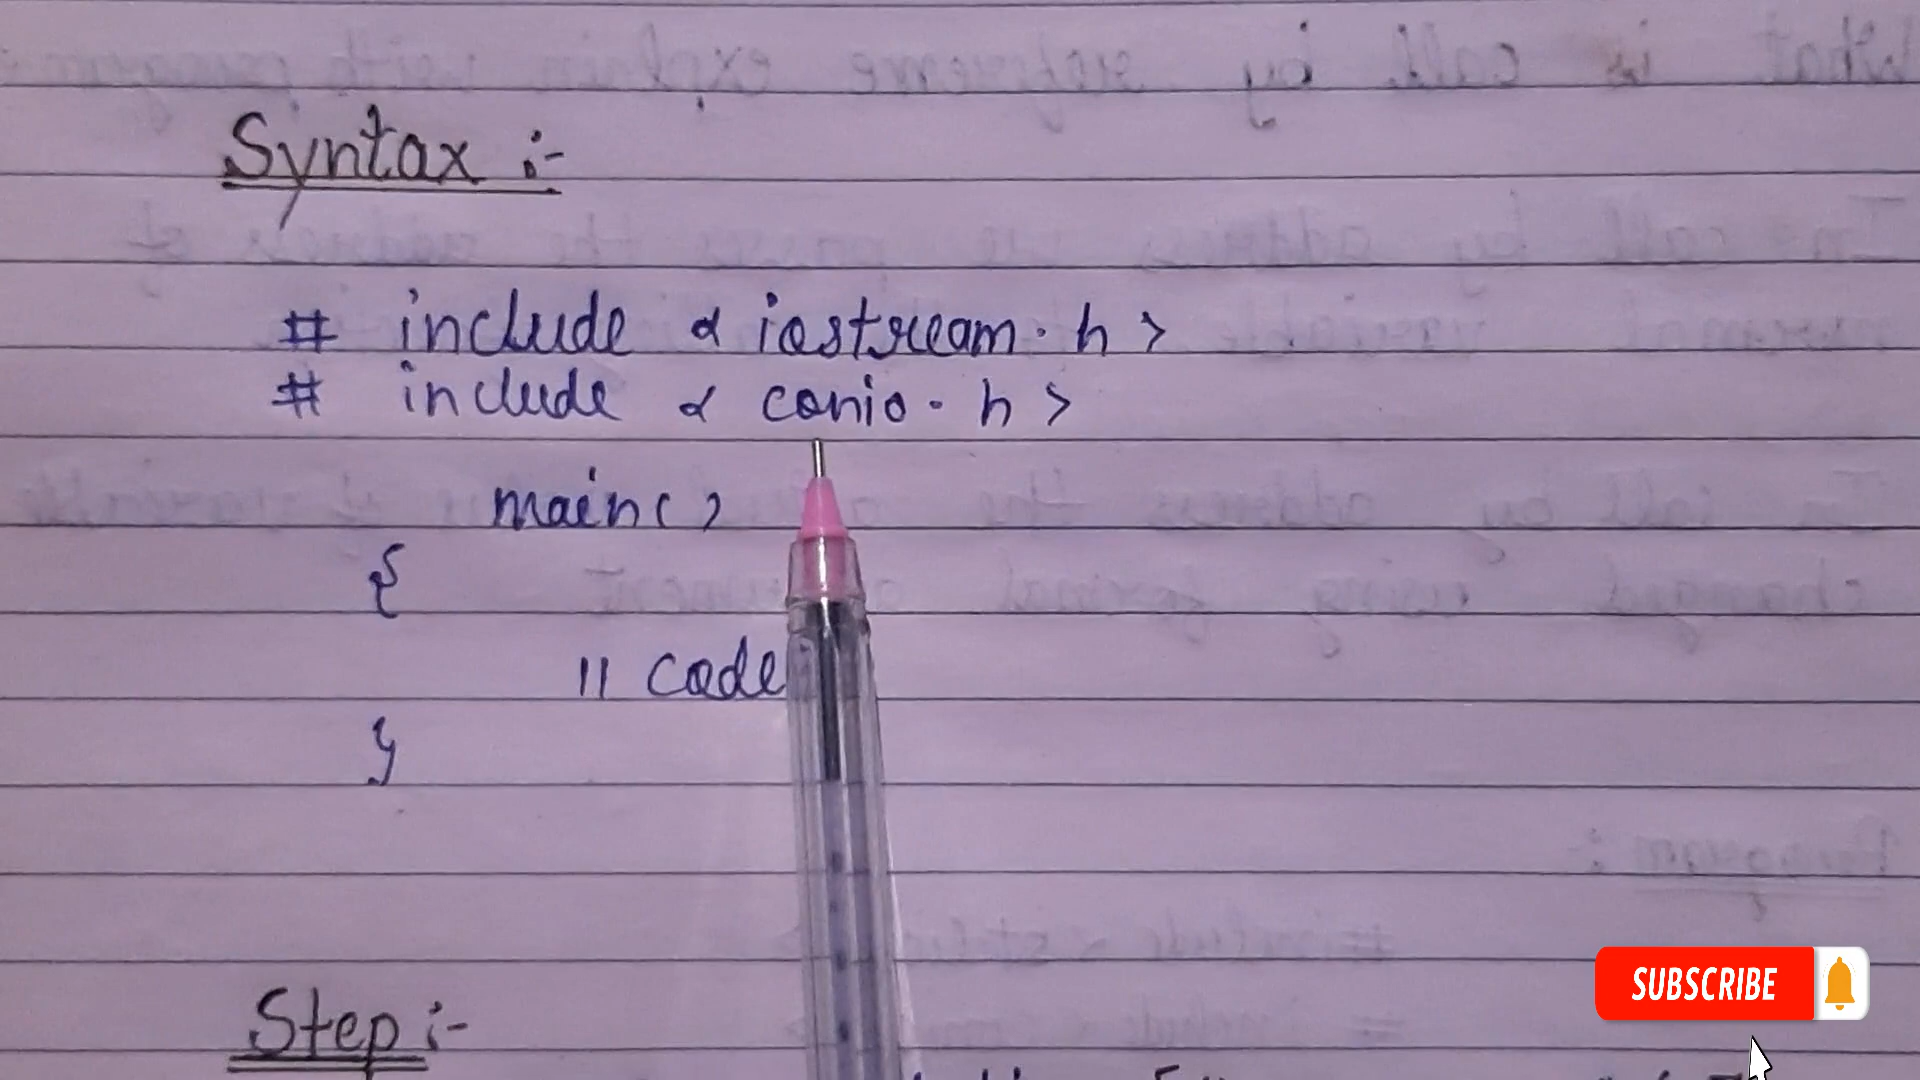 Syntax :-
# include < iostream.h >
# include < conio.h >
main( )
{
// code
}
SUBSCRIBE
Step :-